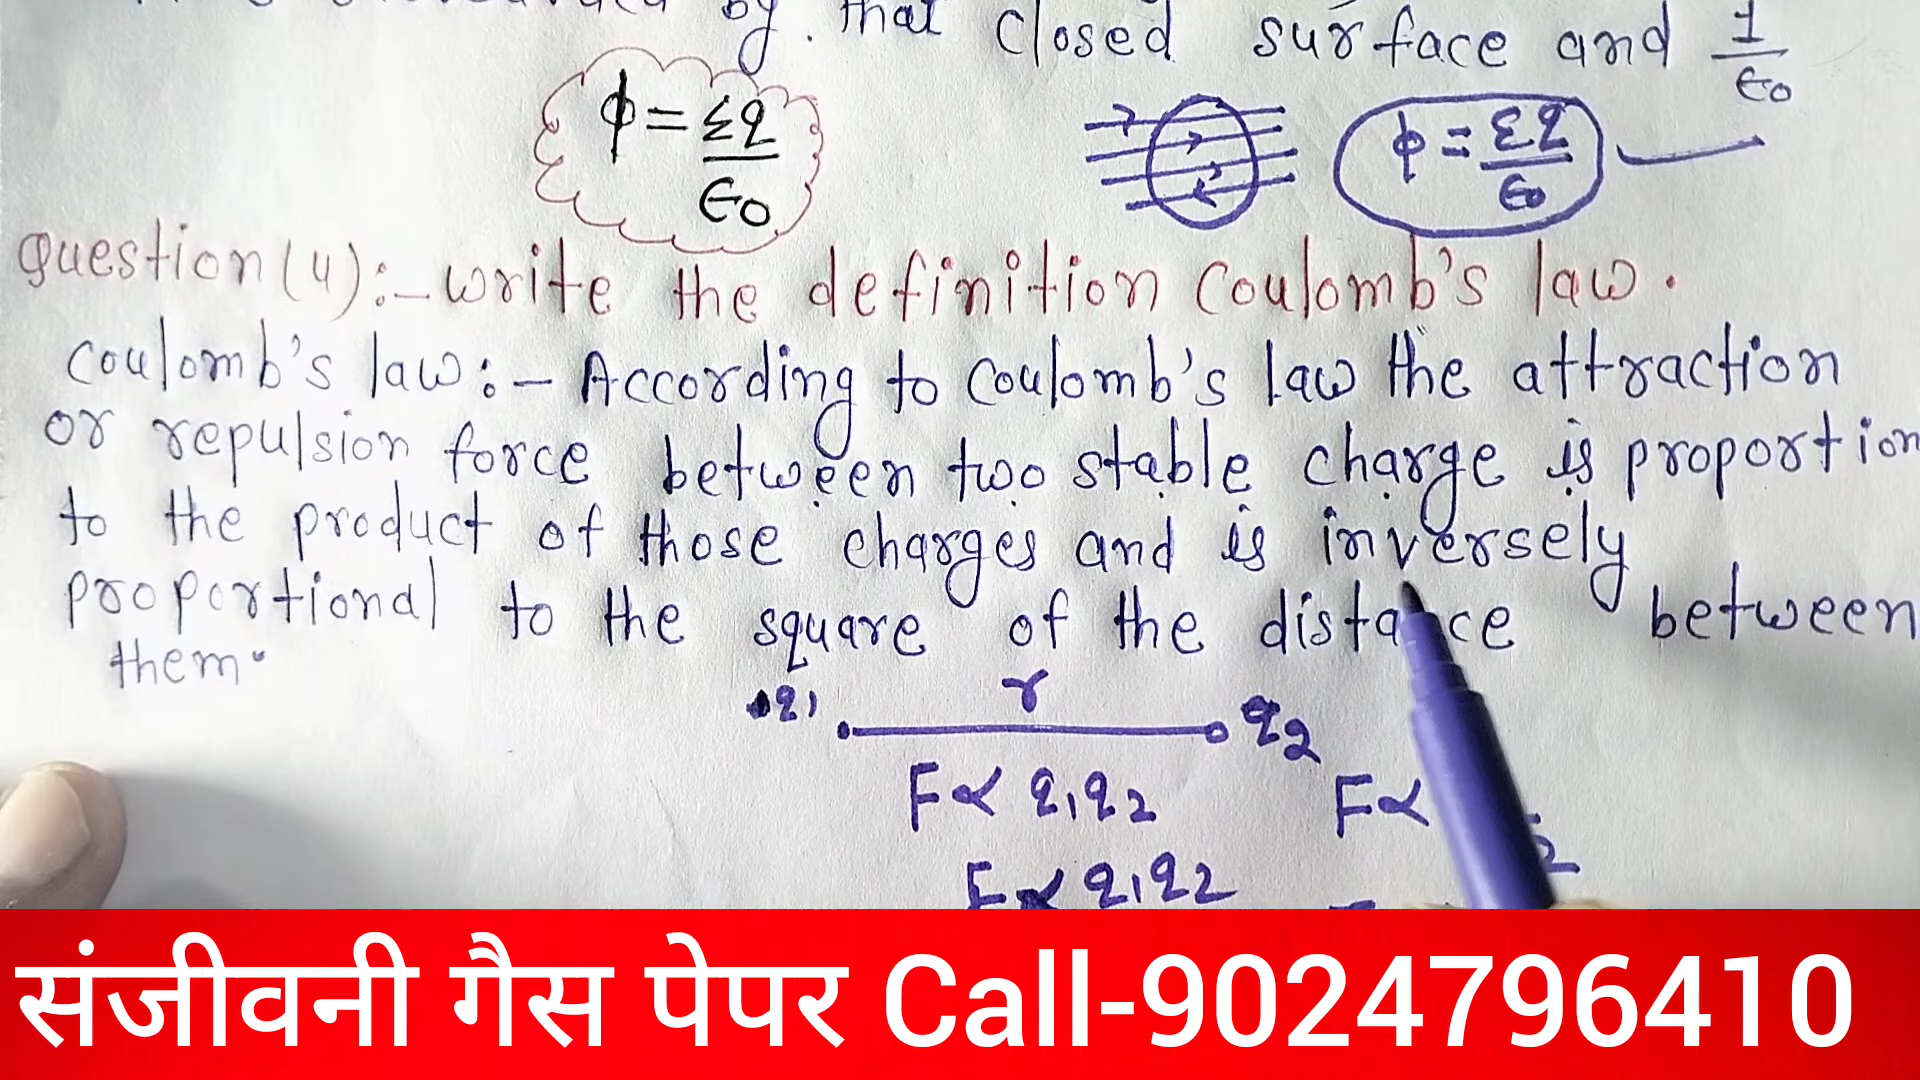 by that closed surface and 1/ϵ0
ϕ = Σq/ϵ0
ϕ = Σq/ϵ0
question (4):- write the definition coulomb's law.
coulomb's law:- According to coulomb's law the attraction
or repulsion force between two stable charge is proportion
to the product of those charges and is inversely
proportional to the square of the distance between
them.
q1 r q2
F∝ q1q2 F∝
F∝ q1q2
संजीवनी गैस पेपर Call-9024796410